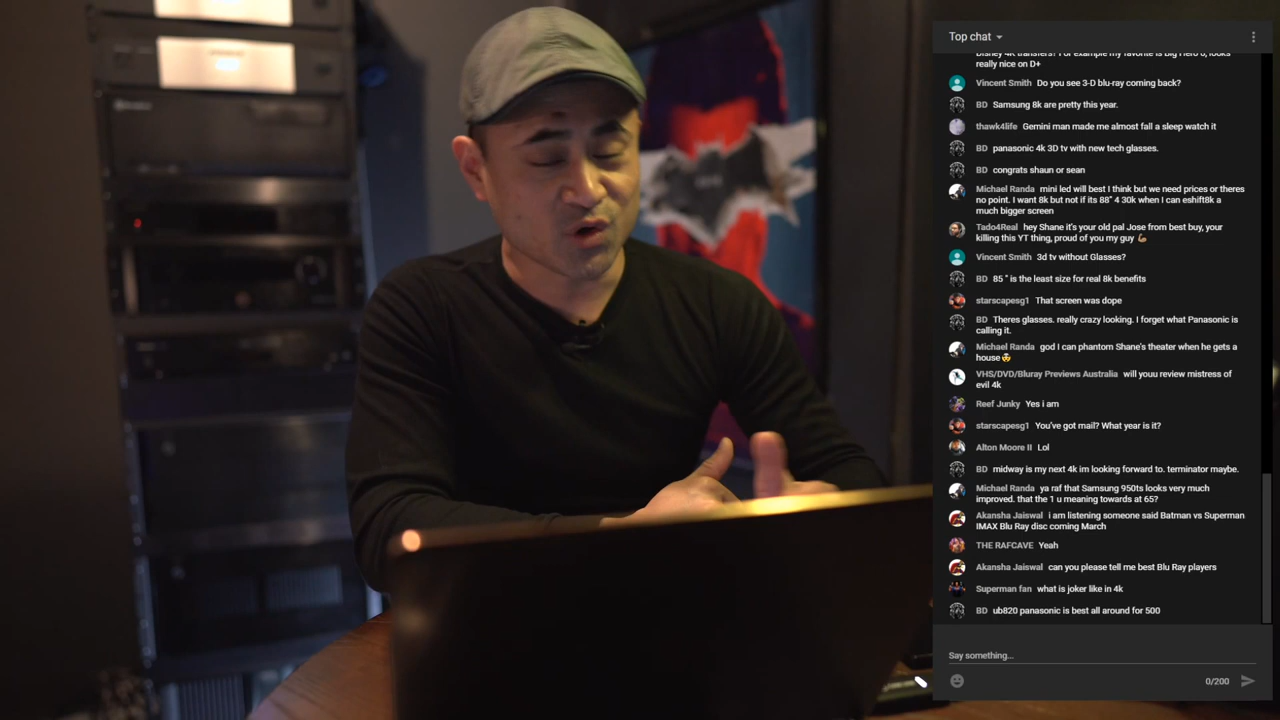 Top chat
Disney 4K transfers? For example my favorite is Big Hero 6, looks
really nice on D+
Vincent Smith Do you see 3-D blu-ray coming back?
BD Samsung 8k are pretty this year.
thawk4life Gemini man made me almost fall a sleep watch it
BD panasonic 4k 3D tv with new tech glasses.
BD congrats shaun or sean
Michael Randa mini led will best I think but we need prices or theres
no point. I want 8k but not if its 88" 4 30k when I can eshift8k a
much bigger screen
Tado4Real hey Shane it's your old pal Jose from best buy, your
killing this YT thing, proud of you my guy 💪🏽
Vincent Smith 3d tv without Glasses?
BD 85 " is the least size for real 8k benefits
starscapesg1 That screen was dope
BD Theres glasses. really crazy looking. I forget what Panasonic is
calling it.
Michael Randa god I can phantom Shane's theater when he gets a
house🤯
VHS/DVD/Bluray Previews Australia will youu review mistress of
evil 4k
Reef Junky Yes i am
starscapesg1 You've got mail? What year is it?
Alton Moore II Lol
BD midway is my next 4k im looking forward to. terminator maybe.
Michael Randa ya raf that Samsung 950ts looks very much
improved. that the 1 u meaning towards at 65?
Akansha Jaiswal i am listening someone said Batman vs Superman
IMAX Blu Ray disc coming March
THE RAFCAVE Yeah
Akansha Jaiswal can you please tell me best Blu Ray players
Superman fan what is joker like in 4k
BD ub820 panasonic is best all around for 500
Say something...
0/200